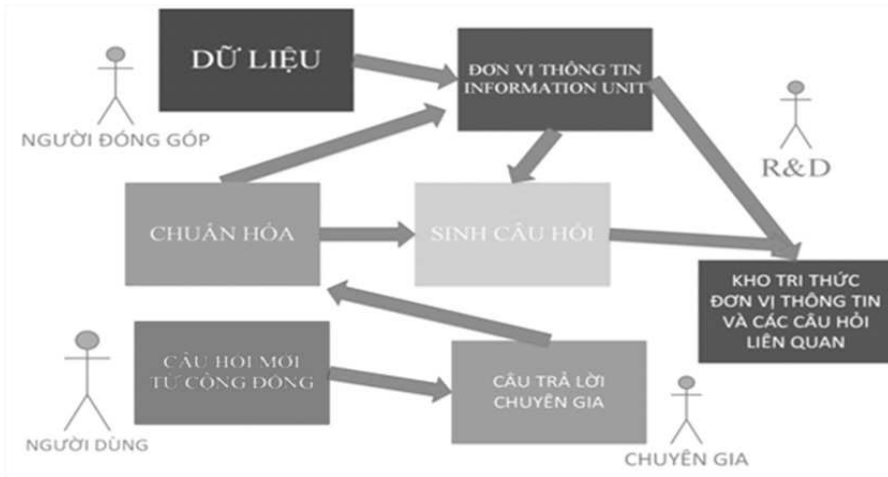 DỮ LIỆU
ĐƠN VỊ THÔNG TIN
INFORMATION UNIT
NGƯỜI ĐÓNG GÓP
R&D
CHUẨN HÓA
SINH CÂU HỎI
KHO TRI THỨC
ĐƠN VỊ THÔNG TIN
VÀ CÁC CÂU HỎI
LIÊN QUAN
CÂU HỎI MỚI
TỪ CỘNG ĐỒNG
CÂU TRẢ LỜI
CHUYÊN GIA
NGƯỜI DÙNG
CHUYÊN GIA